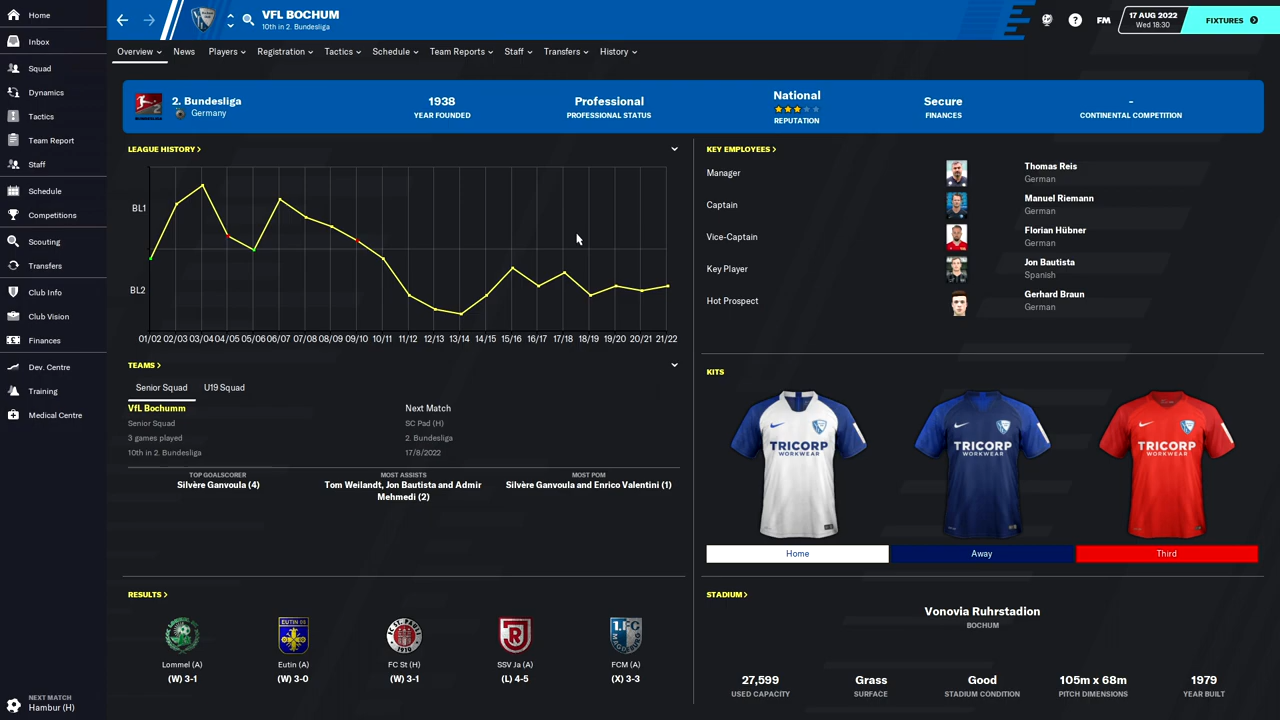 Home
Inbox
Squad
Dynamics
Tactics
Team Report
Staff
Schedule
Competitions
Scouting
Transfers
Club Info
Club Vision
Finances
Dev. Centre
Training
Medical Centre
NEXT MATCH
Hambur (H)
VFL BOCHUM
10th in 2. Bundesliga
?
FM
17 AUG 2022
Wed 18:30
FIXTURES
Overview
News
Players
Registration
Tactics
Schedule
Team Reports
Staff
Transfers
History
2. Bundesliga
Germany
1938
YEAR FOUNDED
Professional
PROFESSIONAL STATUS
National
REPUTATION
Secure
FINANCES
-
CONTINENTAL COMPETITION
LEAGUE HISTORY >
BL1
BL2
01/02 02/03 03/04 04/05 05/06 06/07 07/08 08/09 09/10 10/11 11/12 12/13 13/14 14/15 15/16 16/17 17/18 18/19 19/20 20/21 21/22
TEAMS >
Senior Squad U19 Squad
VfL Bochumm
Senior Squad
3 games played
10th in 2. Bundesliga
Next Match
SC Pad (H)
2. Bundesliga
17/8/2022
TOP GOALSCORER
Silvère Ganvoula (4)
MOST ASSISTS
Tom Weilandt, Jon Bautista and Admir
Mehmedi (2)
MOST POM
Silvère Ganvoula and Enrico Valentini (1)
RESULTS >
Lommel (A)
(W) 3-1
Eutin (A)
(W) 3-0
FC St (H)
(W) 3-1
SSV Ja (A)
(L) 4-5
FCM (A)
(X) 3-3
KEY EMPLOYEES >
Manager
Thomas Reis
German
Captain
Manuel Riemann
German
Vice-Captain
Florian Hübner
German
Key Player
Jon Bautista
Spanish
Hot Prospect
Gerhard Braun
German
KITS
TRICORP
WORKWEAR
TRICORP
WORKWEAR
TRICORP
WORKWEAR
Home
Away
Third
STADIUM >
Vonovia Ruhrstadion
BOCHUM
27,599
USED CAPACITY
Grass
SURFACE
Good
STADIUM CONDITION
105m x 68m
PITCH DIMENSIONS
1979
YEAR BUILT